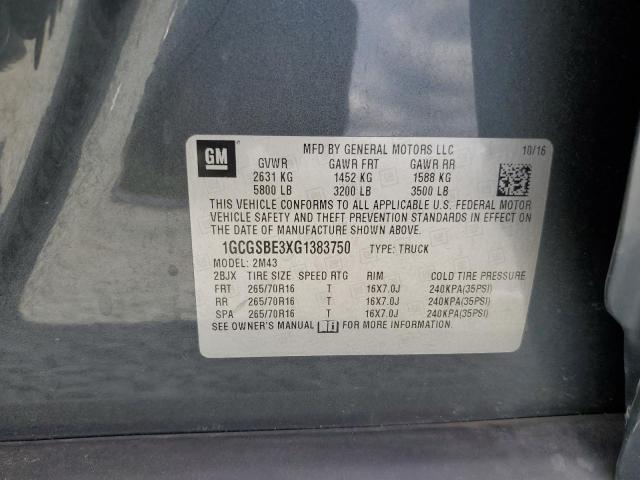 GM
MFD BY GENERAL MOTORS LLC 10/16
GVWR GAWR FRT GAWR RR
2631 KG 1452 KG 1588 KG
5800 LB 3200 LB 3500 LB
THIS VEHICLE CONFORMS TO ALL APPLICABLE U.S. FEDERAL MOTOR
VEHICLE SAFETY AND THEFT PREVENTION STANDARDS IN EFFECT ON
THE DATE OF MANUFACTURE SHOWN ABOVE.
1GCGSBE3XG1383750 TYPE: TRUCK
MODEL: 2M43
2BJX TIRE SIZE SPEED RTG RIM COLD TIRE PRESSURE
FRT 265/70R16 T 16X7.0J 240KPA(35PSI)
RR 265/70R16 T 16X7.0J 240KPA(35PSI)
SPA 265/70R16 T 16X7.0J 240KPA(35PSI)
SEE OWNER'S MANUAL FOR MORE INFORMATION.